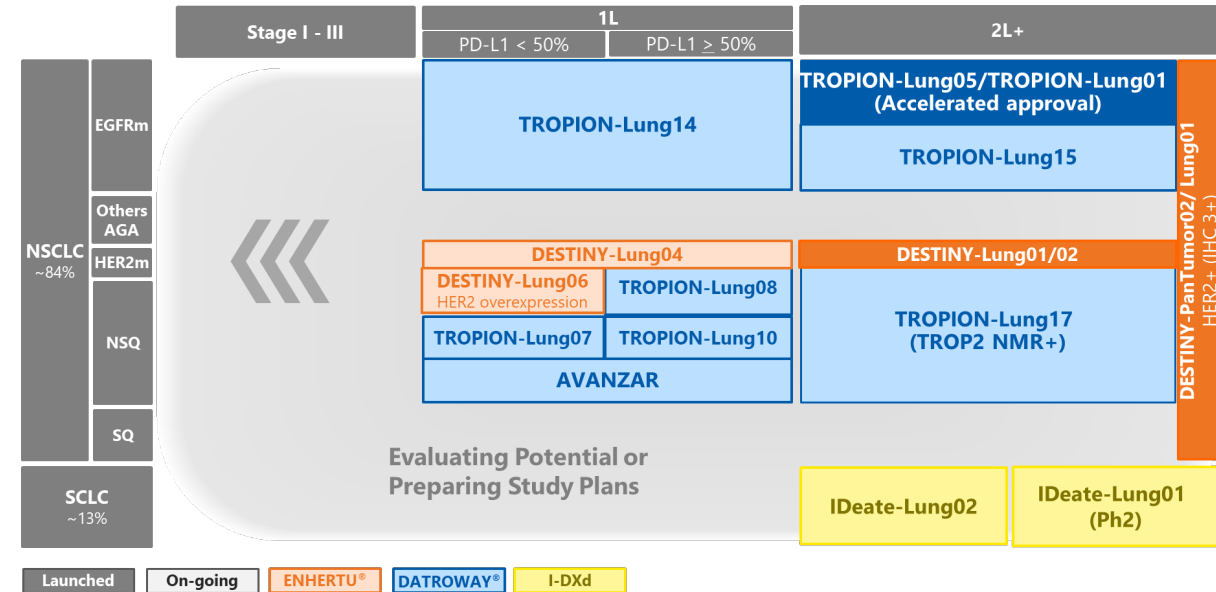 Stage I - III
1L
2L+
PD-L1 < 50%
PD-L1 ≥ 50%
NSCLC
~84%
EGFRm
Others
AGA
HER2m
NSQ
SQ
SCLC
~13%
TROPION-Lung14
TROPION-Lung05/TROPION-Lung01
(Accelerated approval)
TROPION-Lung15
DESTINY-Lung04
DESTINY-Lung01/02
DESTINY-Lung06
HER2 overexpression
TROPION-Lung08
TROPION-Lung07
TROPION-Lung10
AVANZAR
TROPION-Lung17
(TROP2 NMR+)
DESTINY-PanTumor02/ Lung01
HER2+ (IHC 3+)
Evaluating Potential or
Preparing Study Plans
IDeate-Lung02
IDeate-Lung01
(Ph2)
Launched
On-going
ENHERTU®
DATROWAY®
I-DXd